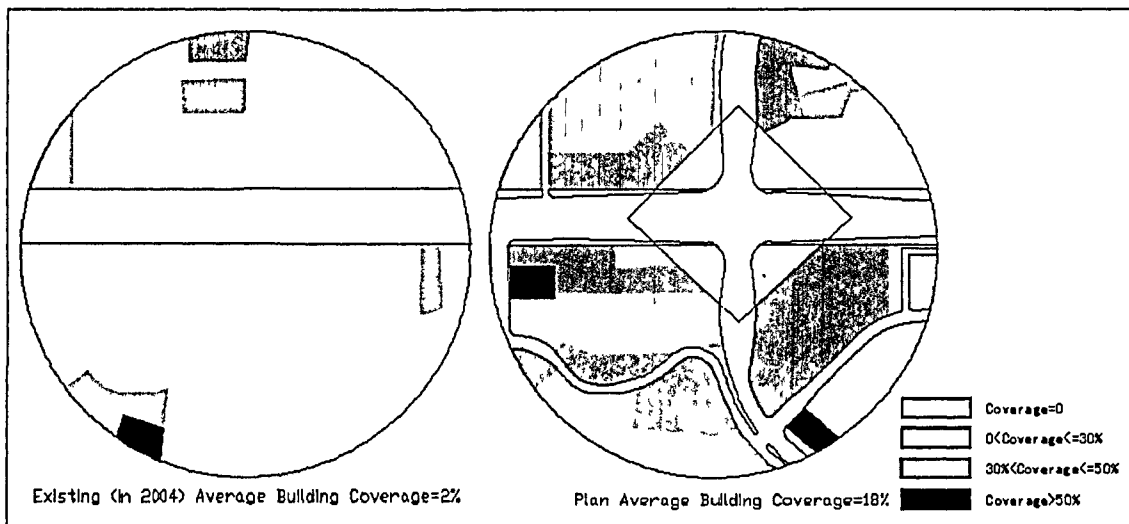 Coverage=0
0<Coverage<=30%
30%<Coverage<=50%
Coverage>50%
Existing (in 2004) Average Building Coverage=2%
Plan Average Building Coverage=18%